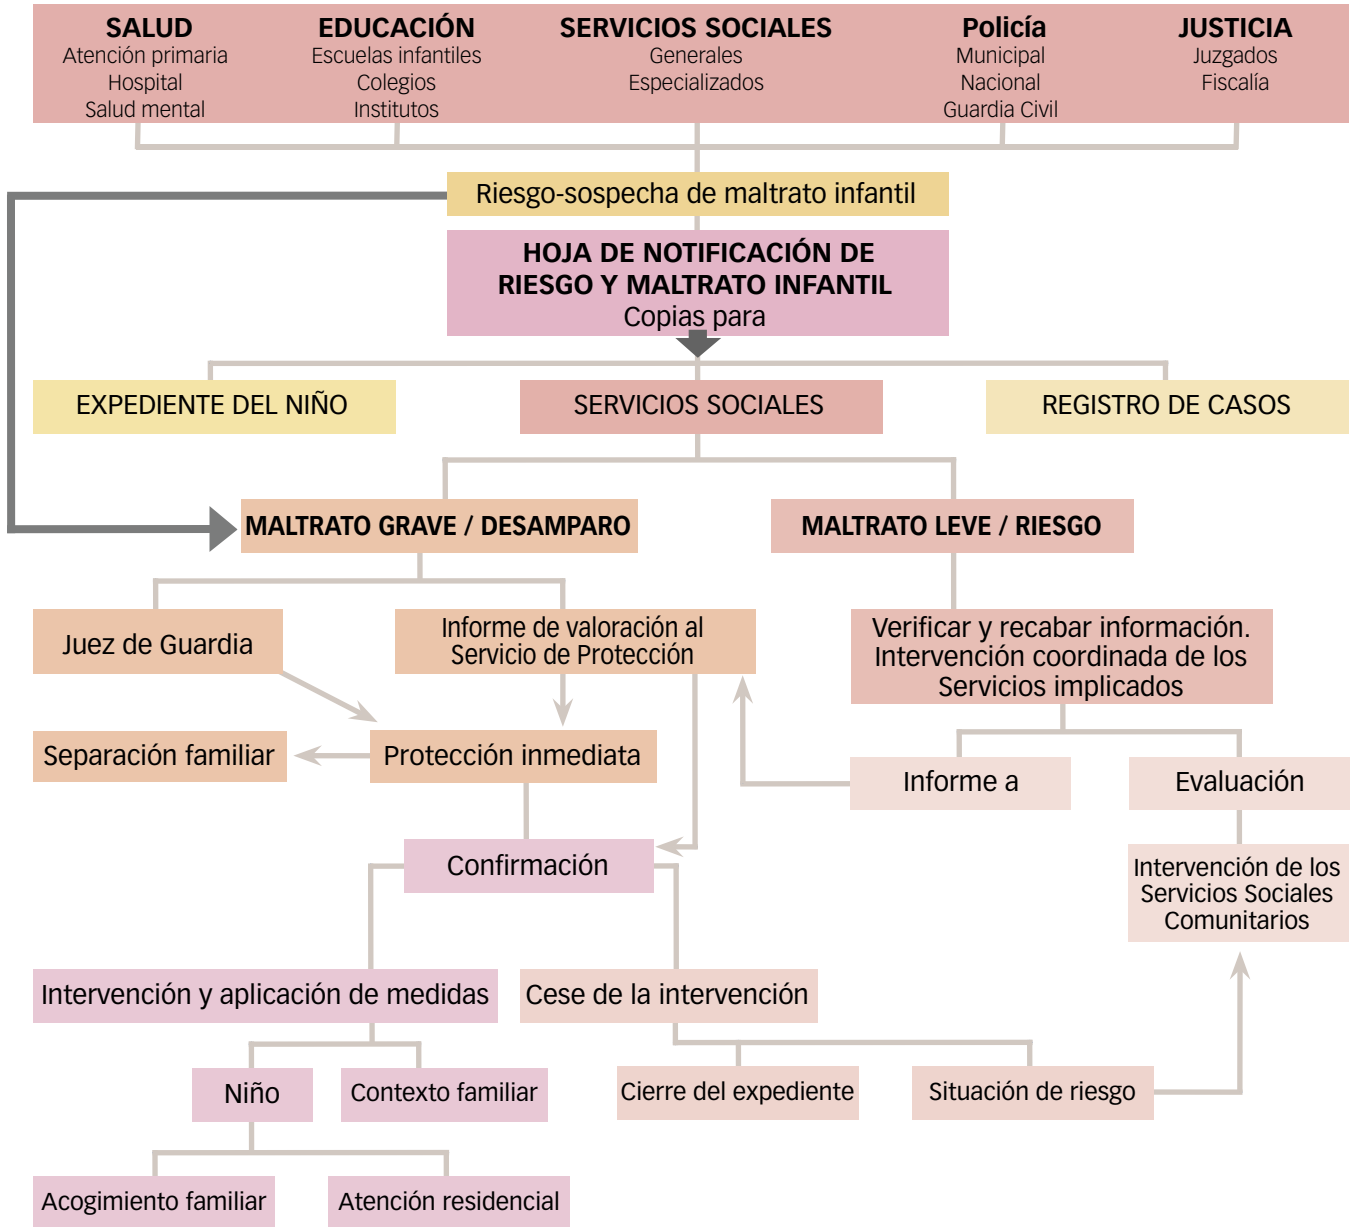 SALUD
Atención primaria
Hospital
Salud mental
EDUCACIÓN
Escuelas infantiles
Colegios
Institutos
SERVICIOS SOCIALES
Generales
Especializados
Policía
Municipal
Nacional
Guardia Civil
JUSTICIA
Juzgados
Fiscalía
Riesgo-sospecha de maltrato infantil
HOJA DE NOTIFICACIÓN DE
RIESGO Y MALTRATO INFANTIL
Copias para
EXPEDIENTE DEL NIÑO
SERVICIOS SOCIALES
REGISTRO DE CASOS
MALTRATO GRAVE / DESAMPARO
MALTRATO LEVE / RIESGO
Juez de Guardia
Informe de valoración al
Servicio de Protección
Verificar y recabar información.
Intervención coordinada de los
Servicios implicados
Separación familiar
Protección inmediata
Informe a
Evaluación
Confirmación
Intervención de los
Servicios Sociales
Comunitarios
Intervención y aplicación de medidas
Cese de la intervención
Niño
Contexto familiar
Cierre del expediente
Situación de riesgo
Acogimiento familiar
Atención residencial